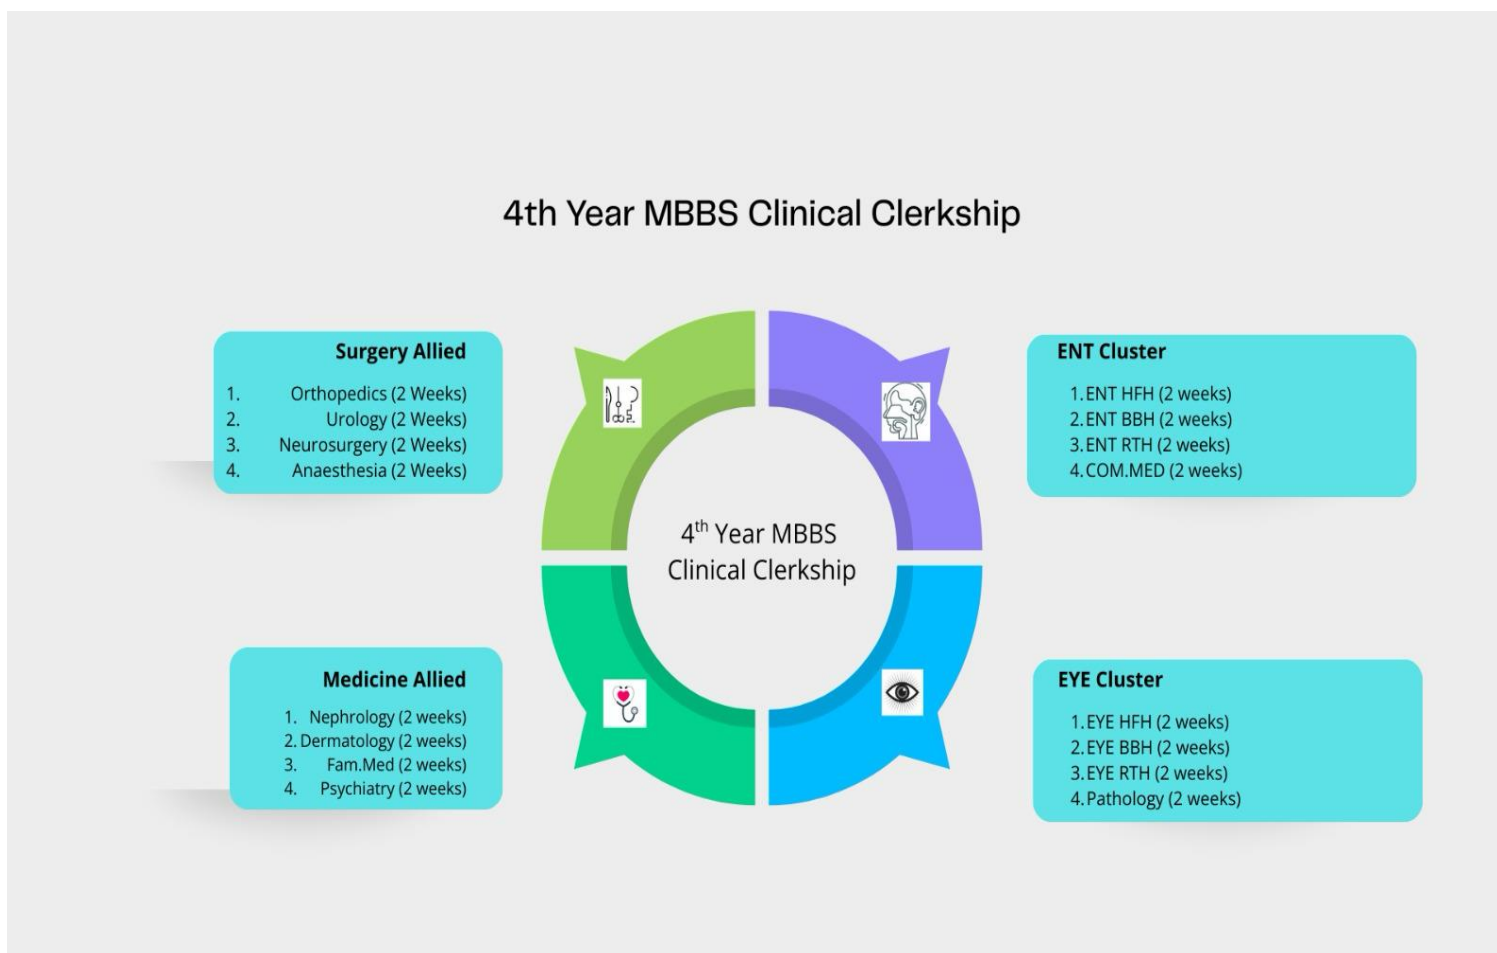 4th Year MBBS Clinical Clerkship
Surgery Allied
1. Orthopedics (2 Weeks)
2. Urology (2 Weeks)
3. Neurosurgery (2 Weeks)
4. Anaesthesia (2 Weeks)
ENT Cluster
1. ENT HFH (2 weeks)
2. ENT BBH (2 weeks)
3. ENT RTH (2 weeks)
4. COM.MED (2 weeks)
4th Year MBBS
Clinical Clerkship
Medicine Allied
1. Nephrology (2 weeks)
2. Dermatology (2 weeks)
3. Fam.Med (2 weeks)
4. Psychiatry (2 weeks)
EYE Cluster
1. EYE HFH (2 weeks)
2. EYE BBH (2 weeks)
3. EYE RTH (2 weeks)
4. Pathology (2 weeks)